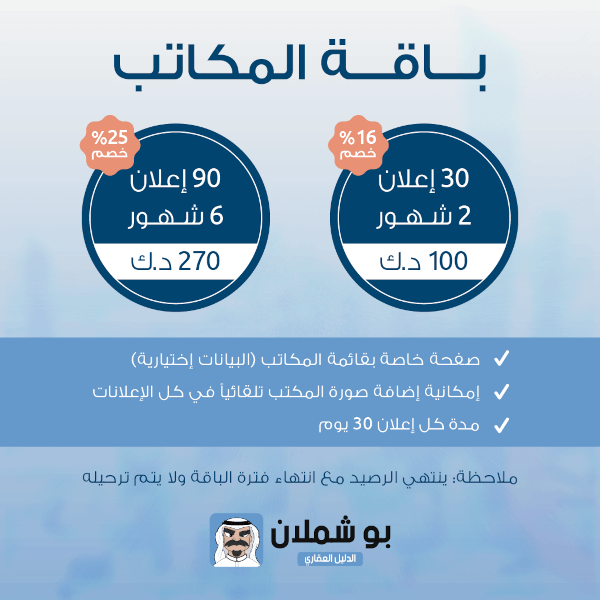 باقة المكاتب
%16
خصم
30 إعلان
2 شهور
100 د.ك
%25
خصم
90 إعلان
6 شهور
270 د.ك
صفحة خاصة بقائمة المكاتب (البيانات إختيارية)
إمكانية إضافة صورة المكتب تلقائياً في كل الإعلانات
مدة كل إعلان 30 يوم
ملاحظة: ينتهي الرصيد مع انتهاء فترة الباقة ولا يتم ترحيله
بو شملان
الدليل العقاري